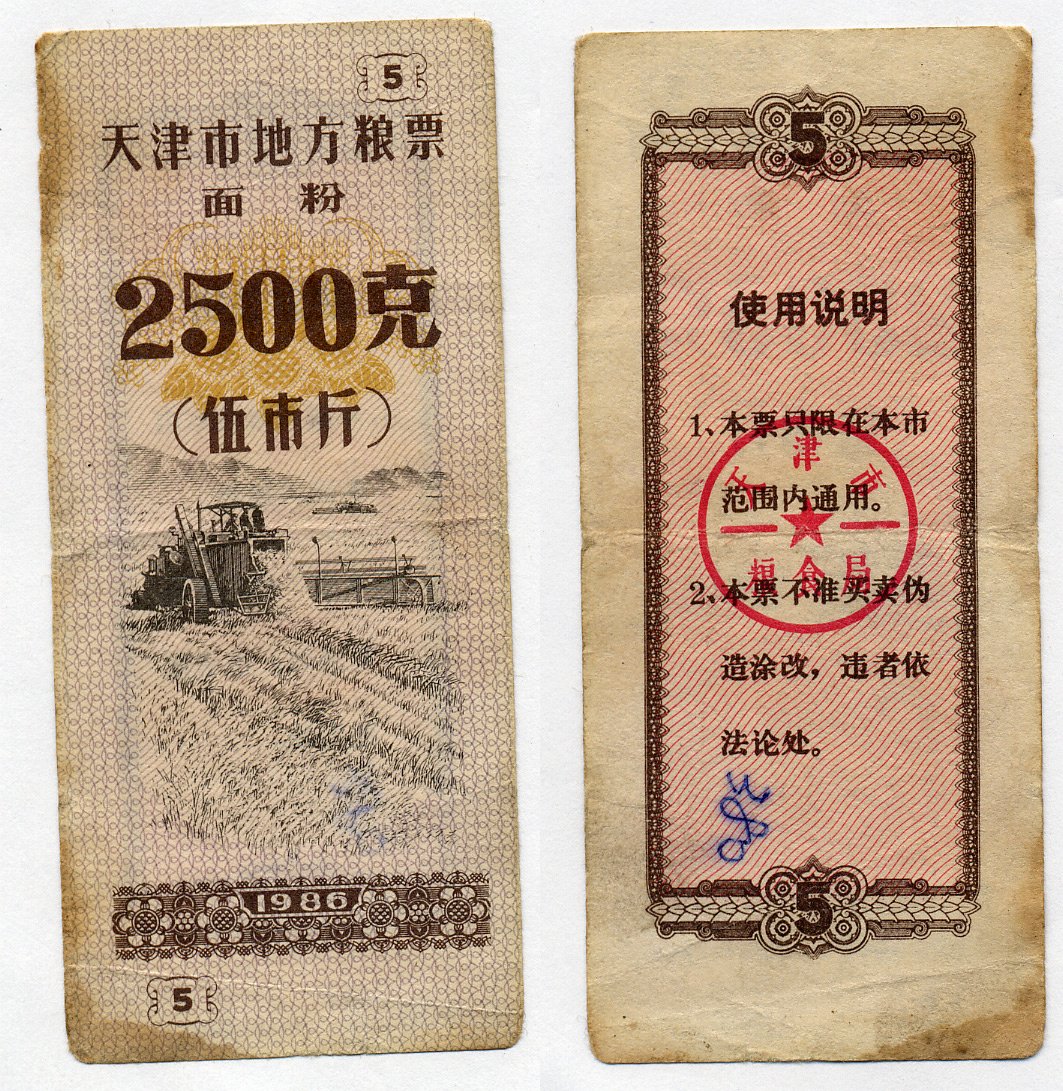 5
天津市地方粮票
面粉
2500克
(伍市斤)
1986
5
5
使用说明
1、本票只限在本市
范围内通用。
2、本票不准买卖伪
造涂改，违者依
法论处。
天津市
粮食局
5